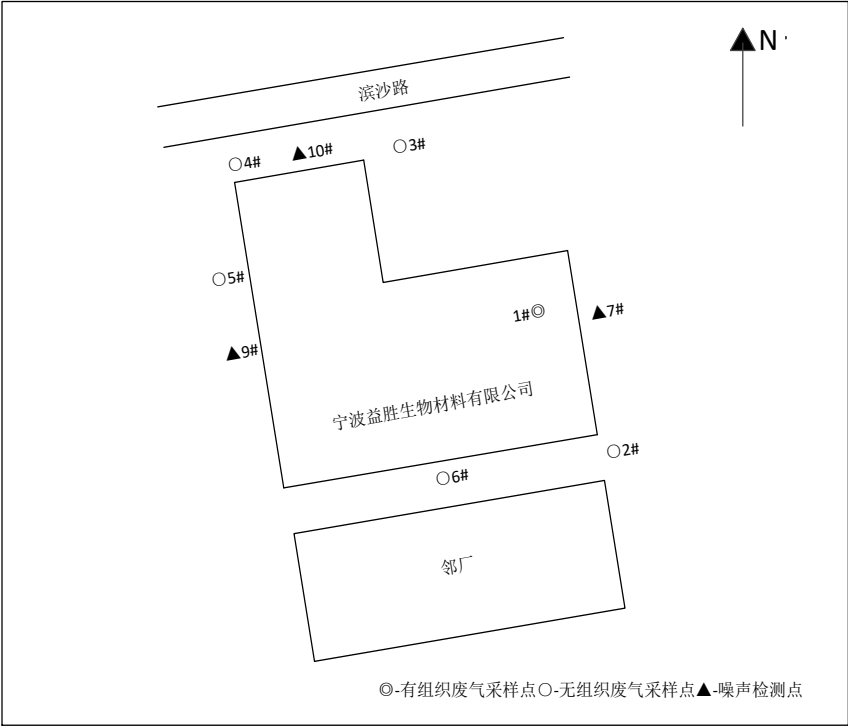 N
滨沙路
○4#
▲10#
○3#
○5#
1#◎
▲7#
▲9#
宁波益胜生物材料有限公司
○2#
○6#
邻厂
◎-有组织废气采样点○-无组织废气采样点▲-噪声检测点